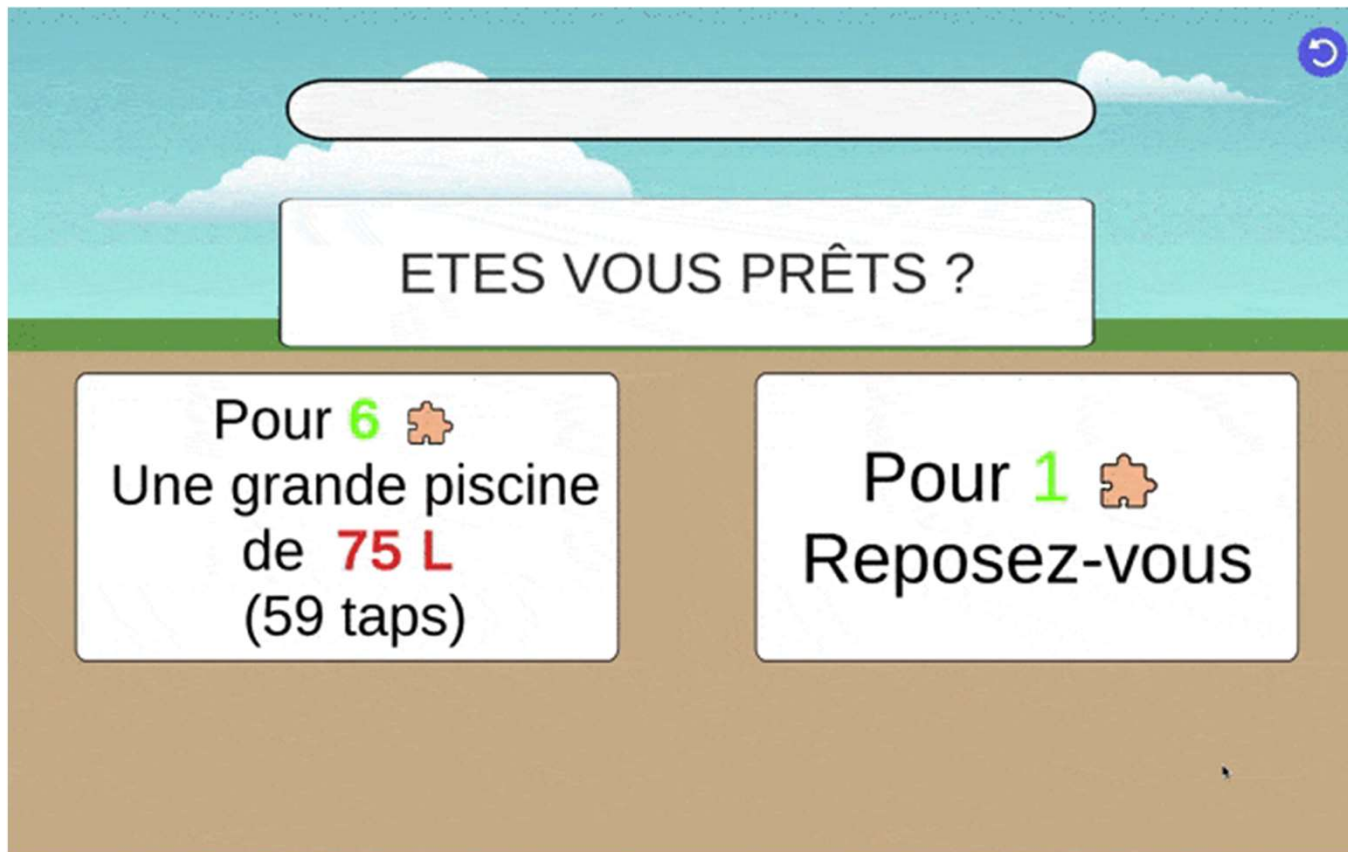 ETES VOUS PRÊTS ?
Pour 6
Une grande piscine
de 75 L
(59 taps)
Pour 1
Reposez-vous